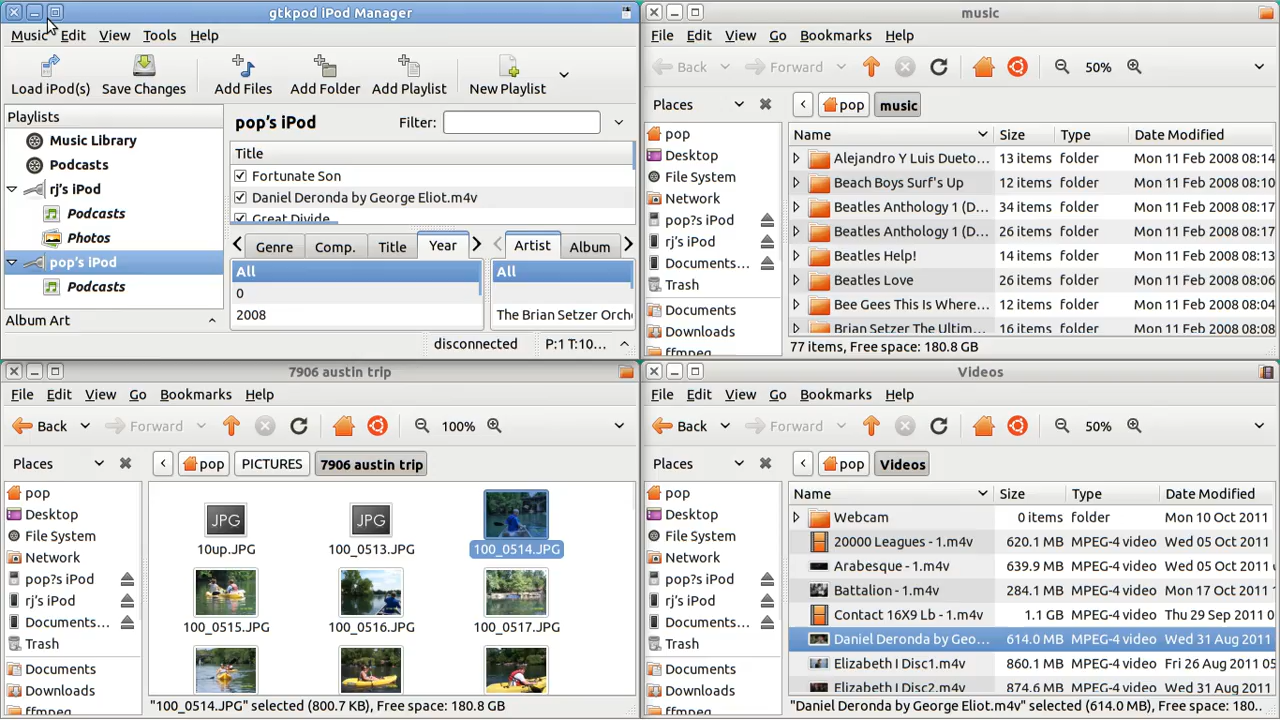 gtkpod iPod Manager
Music Edit View Tools Help
Load iPod(s) Save Changes Add Files Add Folder Add Playlist New Playlist
Playlists
Music Library
Podcasts
rj's iPod
Podcasts
Photos
pop's iPod
Podcasts
Album Art
pop's iPod Filter:
Title
Fortunate Son
Daniel Deronda by George Eliot.m4v
Great Divide
Genre Comp. Title Year
All
0
2008
Artist Album
All
The Brian Setzer Orche
disconnected P:1 T:10...
music
File Edit View Go Bookmarks Help
Back Forward 50%
Places pop music
pop
Desktop
File System
Network
pop?s iPod
rj's iPod
Documents...
Trash
Documents
Downloads
ffmpeg
Name Size Type Date Modified
Alejandro Y Luis Dueto... 13 items folder Mon 11 Feb 2008 08:14
Beach Boys Surf's Up 12 items folder Mon 11 Feb 2008 08:10
Beatles Anthology 1 (D... 34 items folder Mon 11 Feb 2008 08:17
Beatles Anthology 1 (D... 26 items folder Mon 11 Feb 2008 08:17
Beatles Help! 14 items folder Mon 11 Feb 2008 08:13
Beatles Love 26 items folder Mon 11 Feb 2008 08:06
Bee Gees This Is Where... 12 items folder Mon 11 Feb 2008 08:04
Brian Setzer The Ultim... 16 items folder Mon 11 Feb 2008 08:08
77 items, Free space: 180.8 GB
7906 austin trip
File Edit View Go Bookmarks Help
Back Forward 100%
Places pop PICTURES 7906 austin trip
pop
Desktop
File System
Network
pop?s iPod
rj's iPod
Documents...
Trash
Documents
Downloads
ffmpeg
JPG JPG
10up.JPG 100_0513.JPG 100_0514.JPG
100_0515.JPG 100_0516.JPG 100_0517.JPG
"100_0514.JPG" selected (800.7 KB), Free space: 180.8 GB
Videos
File Edit View Go Bookmarks Help
Back Forward 50%
Places pop Videos
pop
Desktop
File System
Network
pop?s iPod
rj's iPod
Documents...
Trash
Documents
Downloads
ffmpeg
Name Size Type Date Modified
Webcam 0 items folder Mon 10 Oct 2011
20000 Leagues - 1.m4v 620.1 MB MPEG-4 video Wed 05 Oct 2011
Arabesque - 1.m4v 639.9 MB MPEG-4 video Wed 05 Oct 2011
Battalion - 1.m4v 284.1 MB MPEG-4 video Mon 17 Oct 2011
Contact 16X9 Lb - 1.m4v 1.1 GB MPEG-4 video Thu 29 Sep 2011 0
Daniel Deronda by Geo... 614.0 MB MPEG-4 video Wed 31 Aug 2011
Elizabeth I Disc1.m4v 860.1 MB MPEG-4 video Fri 26 Aug 2011 05
Elizabeth I Disc2.m4v 874.6 MB MPEG-4 video Wed 31 Aug 2011
"Daniel Deronda by George Eliot.m4v" selected (614.0 MB), Free space: 180..